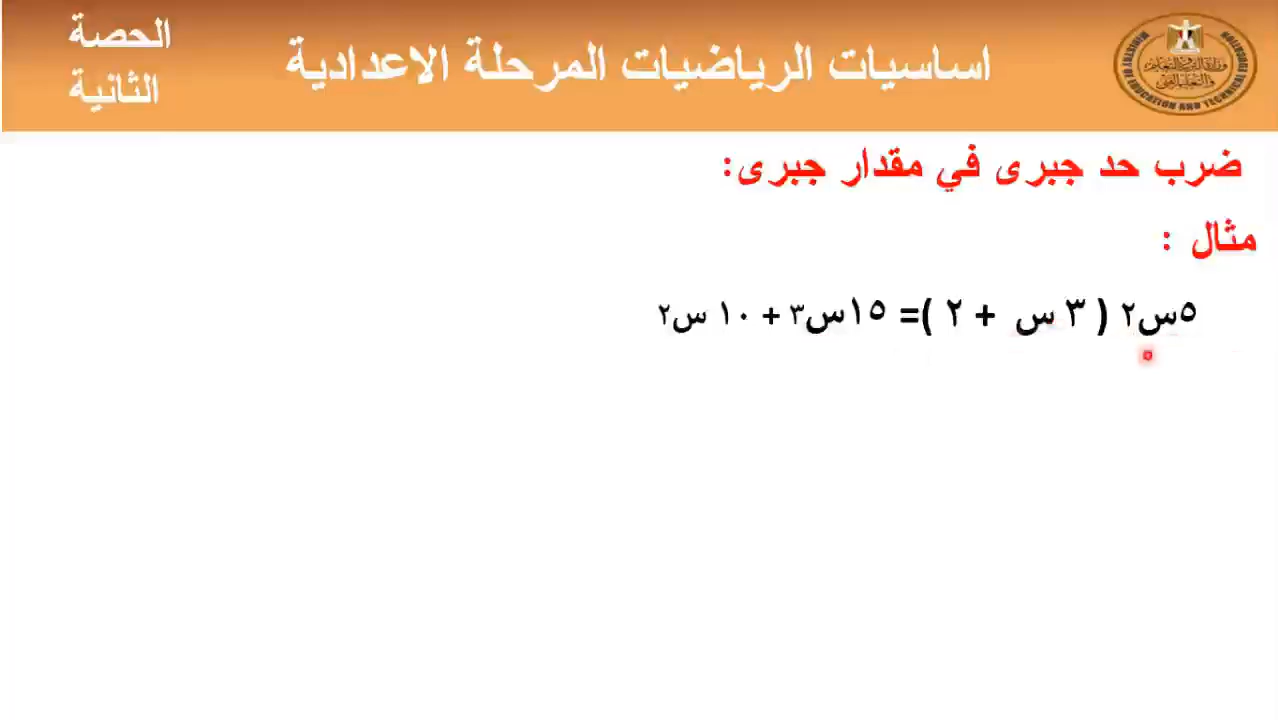 الحصة
الثانية
اساسيات الرياضيات المرحلة الاعدادية
ضرب حد جبرى في مقدار جبرى:
مثال :
٥س٢ ( ٣ س + ٢ )= ١٥س٣ + ١٠ س٢